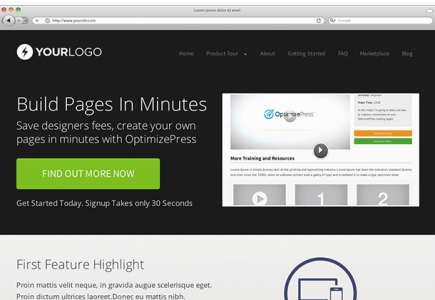 Lorem ipsum dolor sit amet
http://www.yoursite.com
Google
YOURLOGO
Home Product Tour About Getting Started FAQ Marketplace Blog
Build Pages In Minutes
Save designers fees, create your own
pages in minutes with OptimizePress
FIND OUT MORE NOW
Get Started Today. Signup Takes only 30 Seconds
OptimizePress
More Training and Resources
1 2
First Feature Highlight
Proin mattis velit neque, in gravida augue scelerisque eget.
Proin dictum ultrices laoreet.Donec eu mattis nibh.